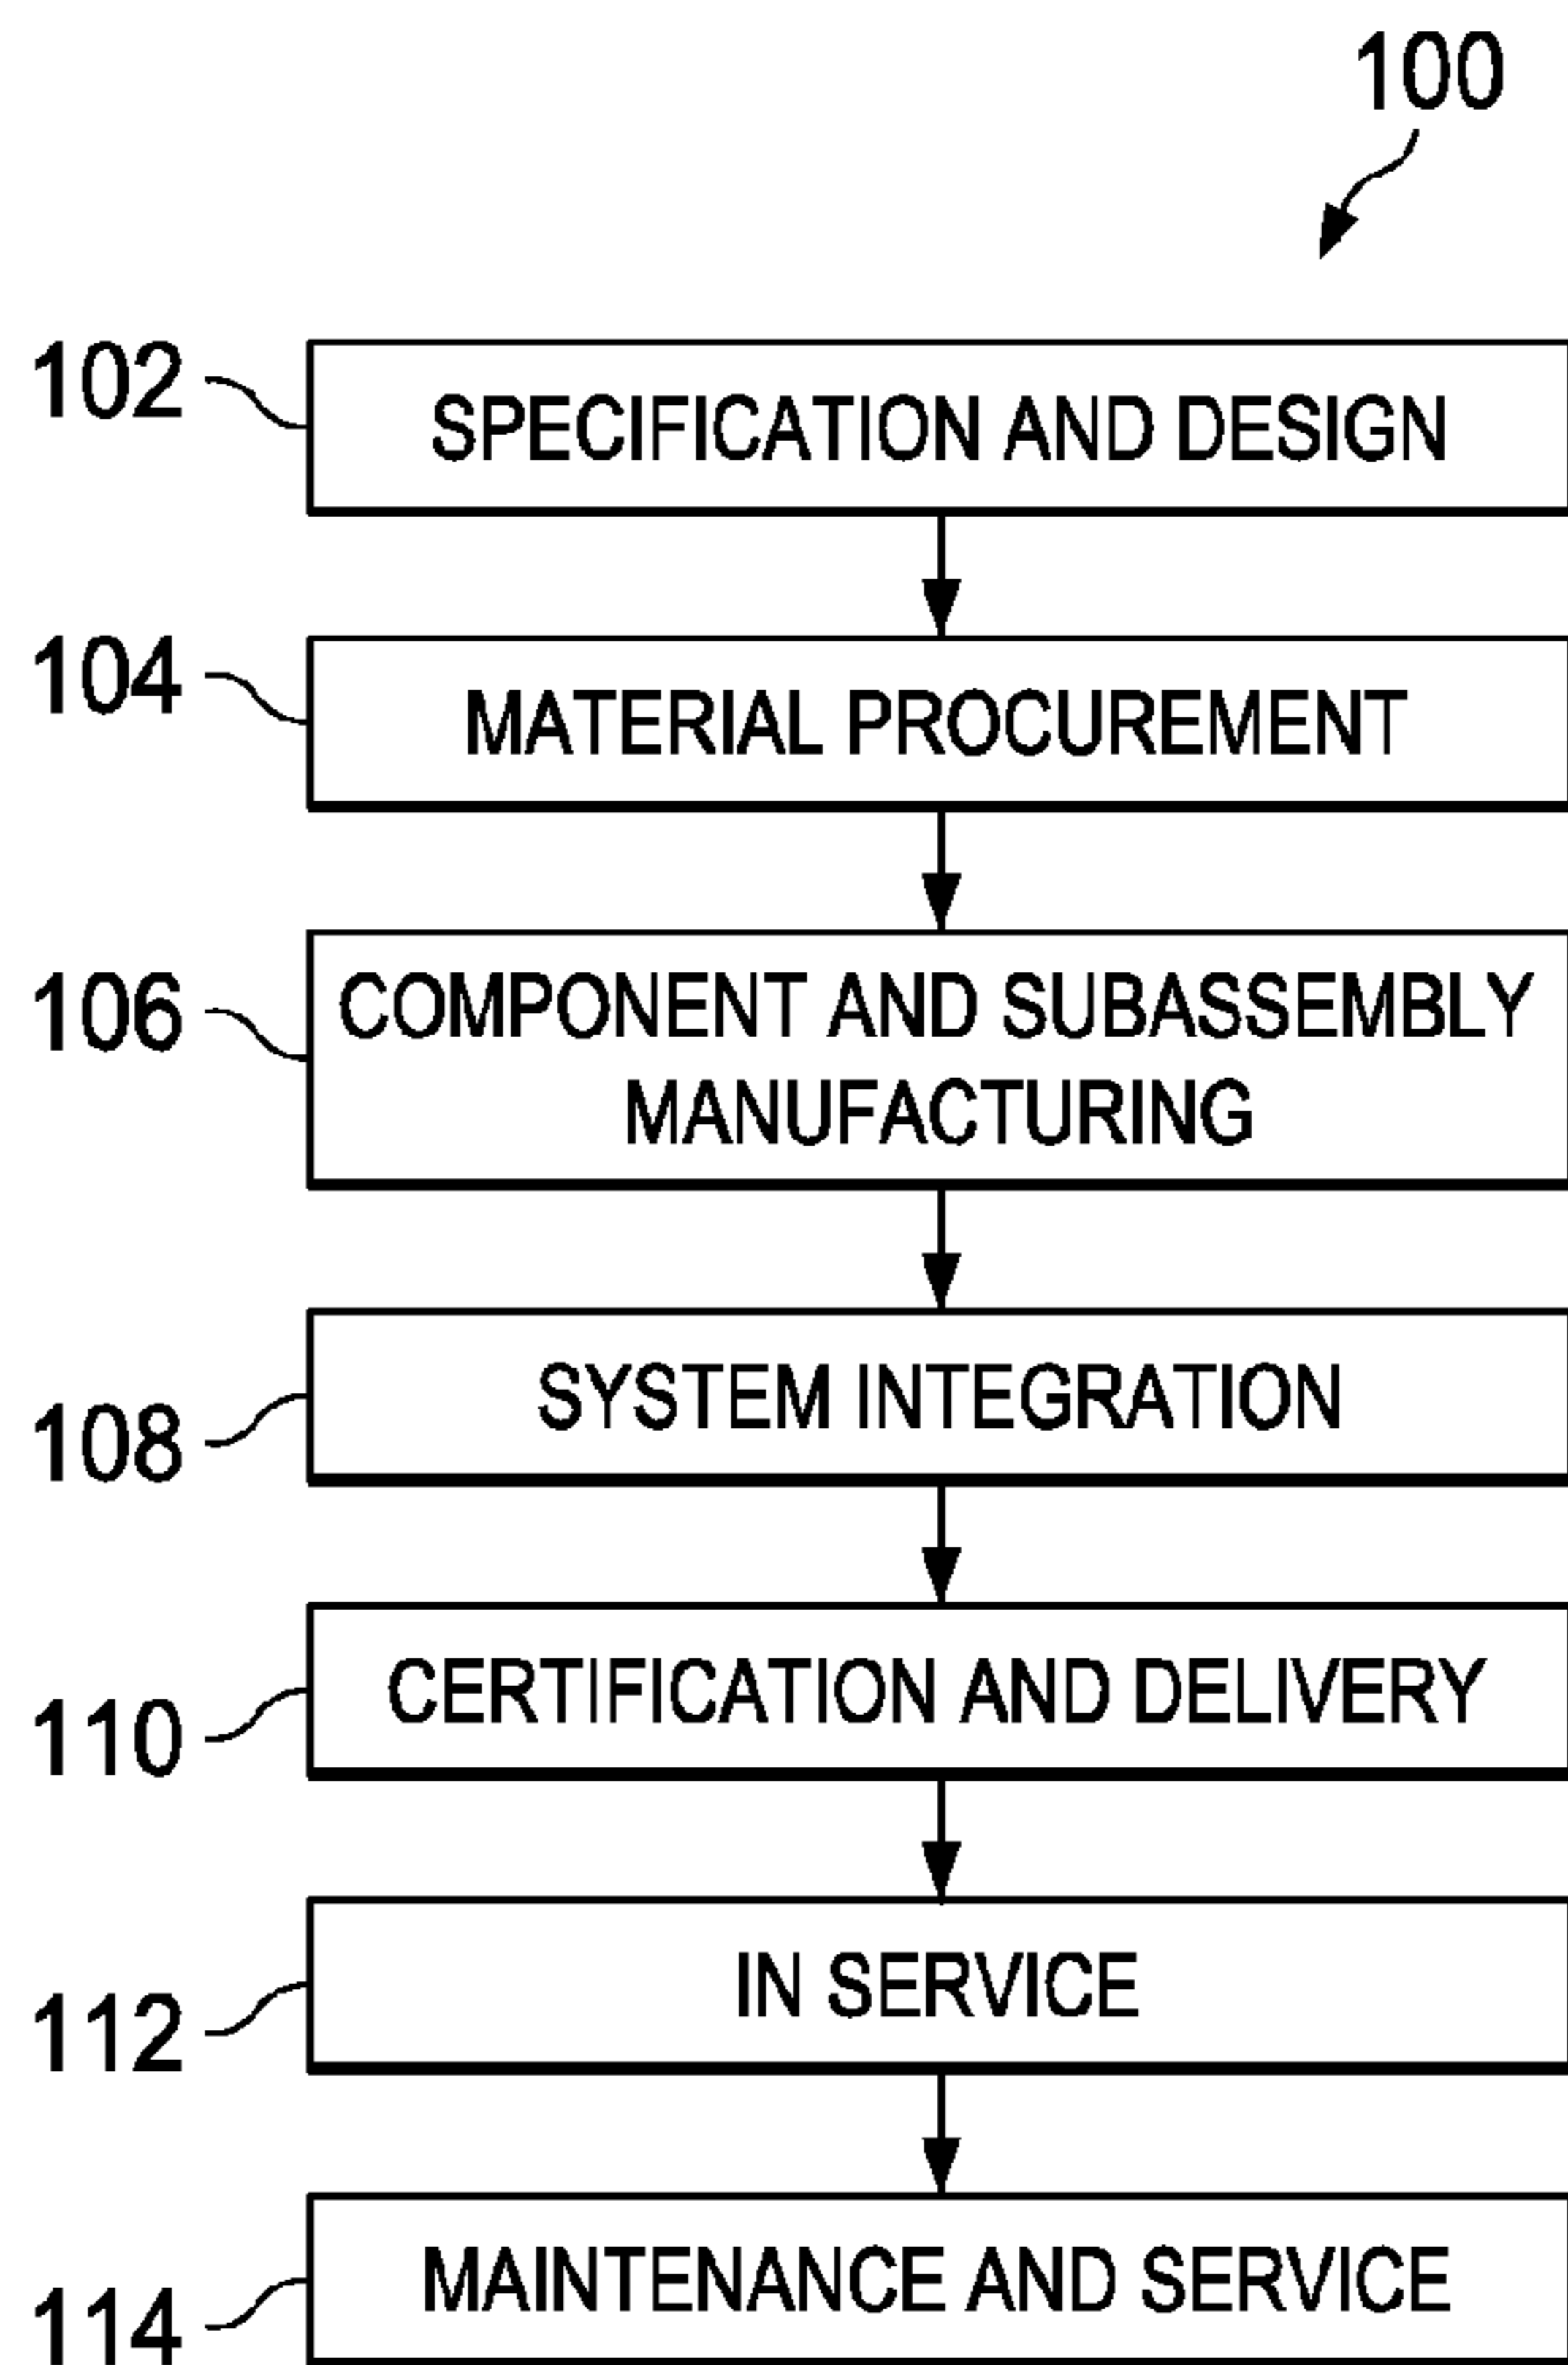 100
102
SPECIFICATION AND DESIGN
104
MATERIAL PROCUREMENT
106
COMPONENT AND SUBASSEMBLY
MANUFACTURING
108
SYSTEM INTEGRATION
110
CERTIFICATION AND DELIVERY
112
IN SERVICE
114
MAINTENANCE AND SERVICE